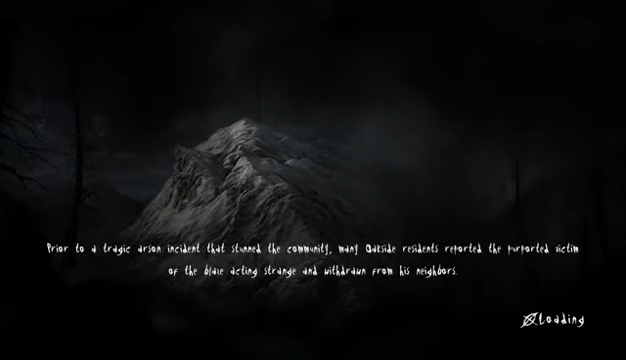 Prior to a tragic arson incident that stunned the community, many Oakside residents reported the purported victim
of the blaze acting strange and withdrawn from his neighbors.
Loading